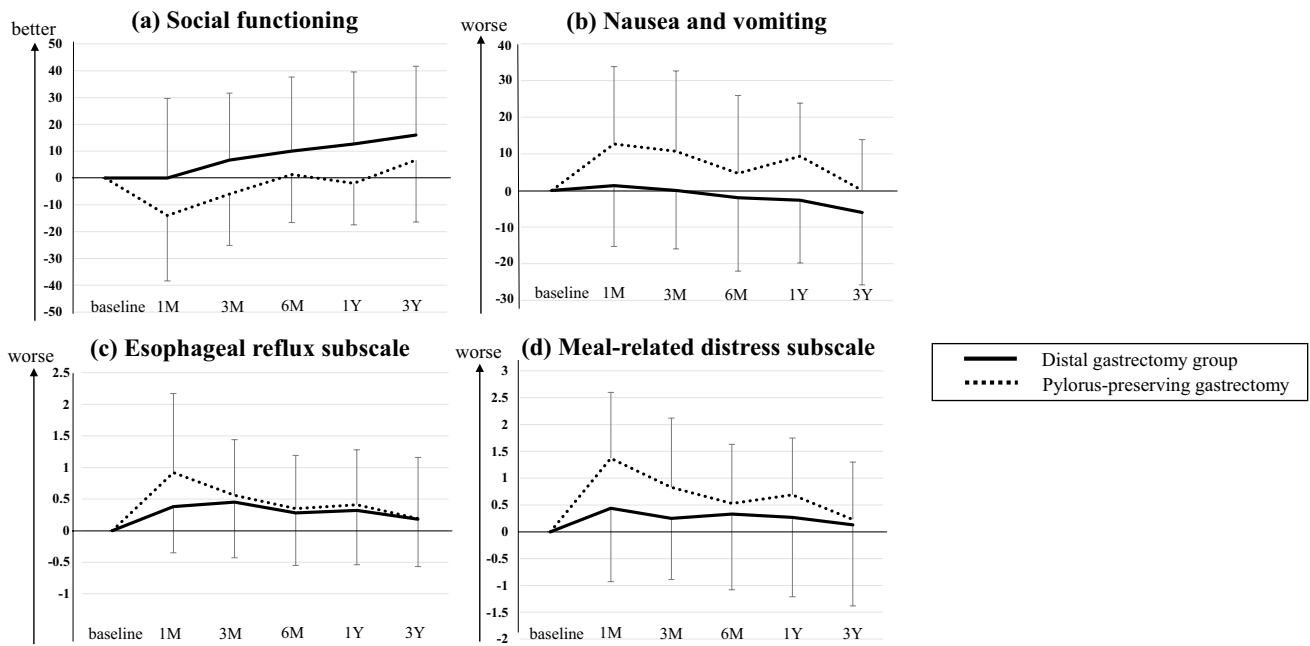 (a) Social functioning
better
50
40
30
20
10
0
-10
-20
-30
-40
-50
baseline 1M 3M 6M 1Y 3Y
(b) Nausea and vomiting
worse
40
30
20
10
0
-10
-20
-30
baseline 1M 3M 6M 1Y 3Y
(c) Esophageal reflux subscale
worse
2.5
2
1.5
1
0.5
0
-0.5
-1
baseline 1M 3M 6M 1Y 3Y
(d) Meal-related distress subscale
worse
3
2.5
2
1.5
1
0.5
0
-0.5
-1
-1.5
-2
baseline 1M 3M 6M 1Y 3Y
Distal gastrectomy group
Pylorus-preserving gastrectomy